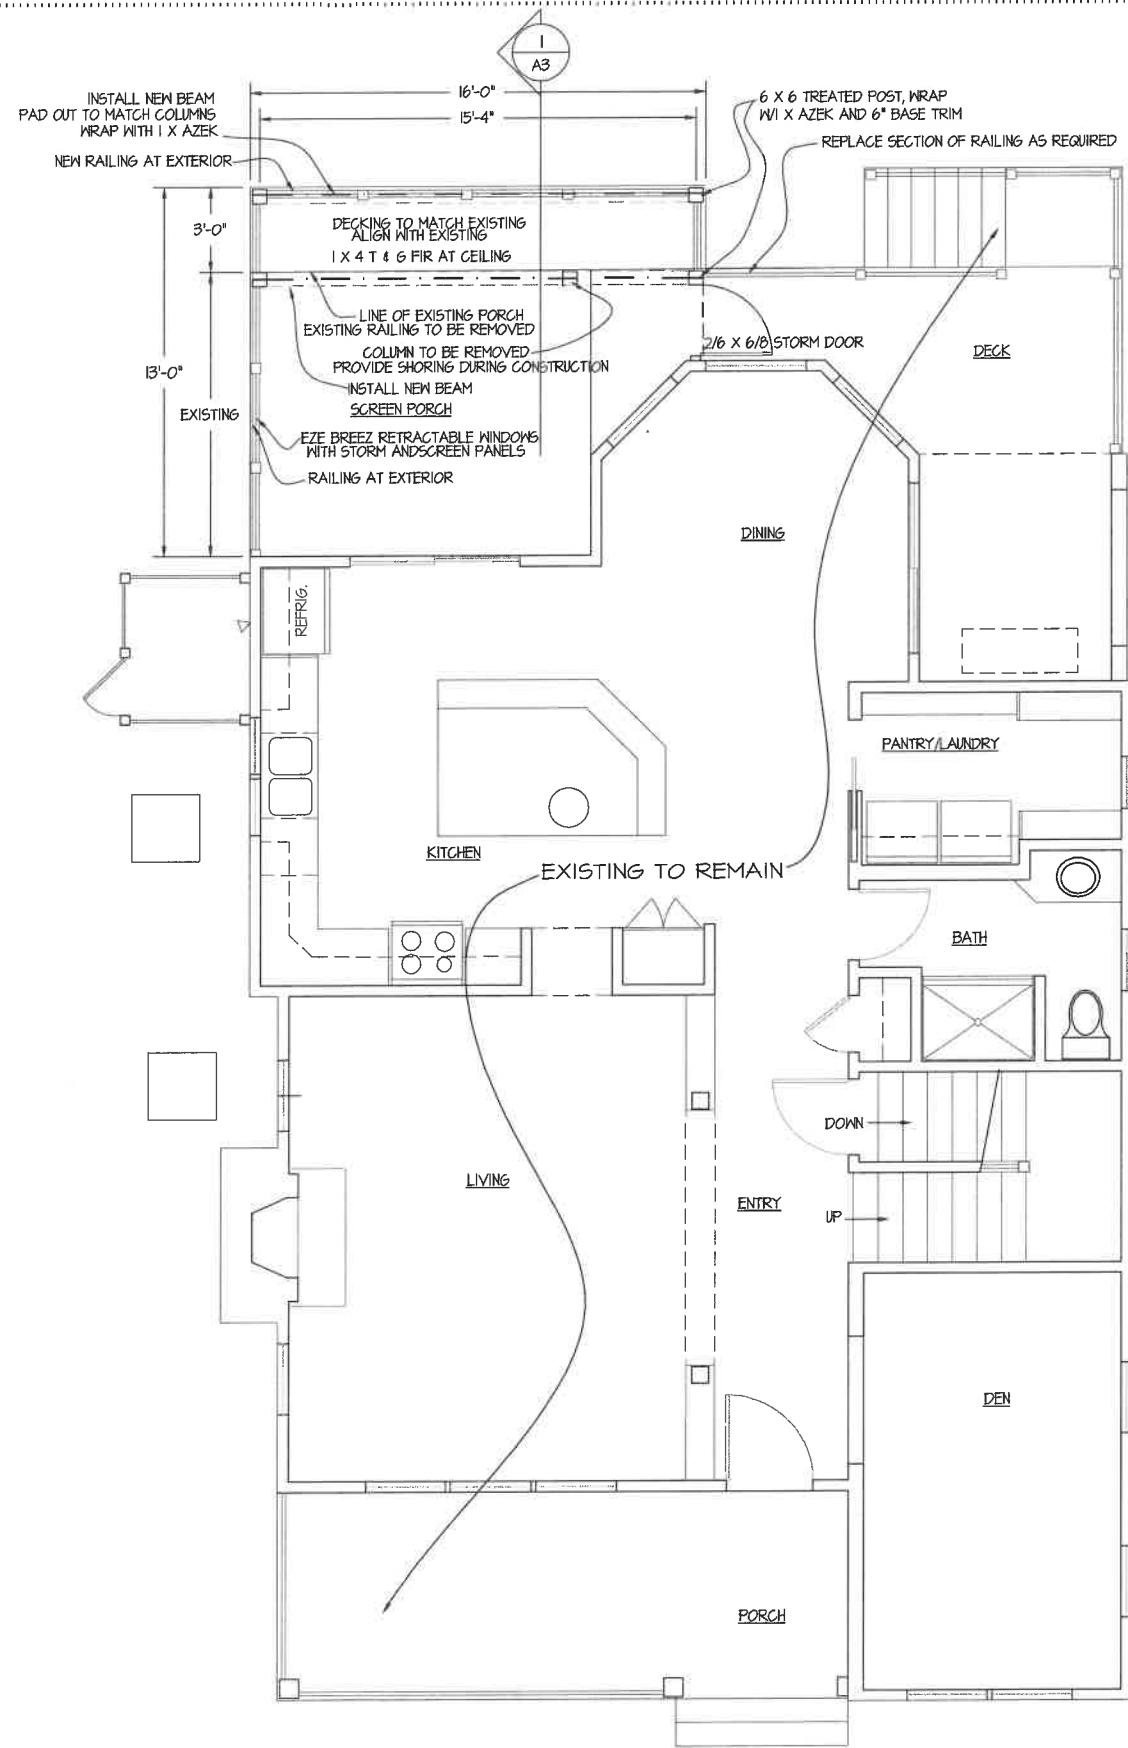 1
A3
16'-0"
15'-4"
INSTALL NEW BEAM
PAD OUT TO MATCH COLUMNS
WRAP WITH 1 X AZEK
NEW RAILING AT EXTERIOR
6 X 6 TREATED POST, WRAP
W/1 X AZEK AND 6" BASE TRIM
REPLACE SECTION OF RAILING AS REQUIRED
3'-0"
DECKING TO MATCH EXISTING
ALIGN WITH EXISTING
1 X 4 T & G FIR AT CEILING
LINE OF EXISTING PORCH
EXISTING RAILING TO BE REMOVED
COLUMN TO BE REMOVED
PROVIDE SHORING DURING CONSTRUCTION
INSTALL NEW BEAM
SCREEN PORCH
13'-0"
EXISTING
EZE BREEZ RETRACTABLE WINDOWS
WITH STORM ANDSCREEN PANELS
RAILING AT EXTERIOR
2/6 X 6/8 STORM DOOR
DECK
DINING
REFRIG.
PANTRY/LAUNDRY
KITCHEN
EXISTING TO REMAIN
BATH
DOWN
LIVING
ENTRY
UP
DEN
PORCH